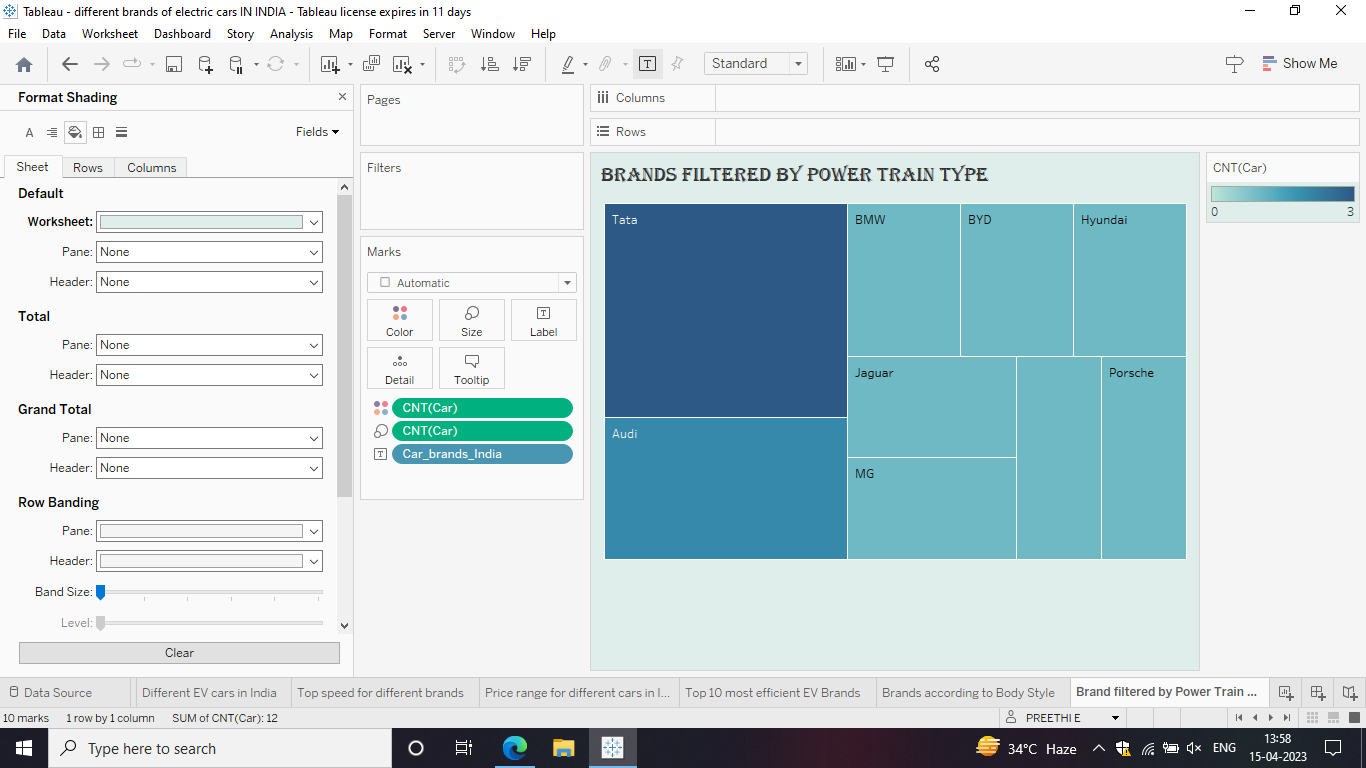 Tableau - different brands of electric cars IN INDIA - Tableau license expires in 11 days
File Data Worksheet Dashboard Story Analysis Map Format Server Window Help
Standard
Show Me
Format Shading
Fields
Sheet Rows Columns
Default
Worksheet:
Pane: None
Header: None
Total
Pane: None
Header: None
Grand Total
Pane: None
Header: None
Row Banding
Pane:
Header:
Band Size:
Level:
Clear
Pages
Filters
Marks
Automatic
Color Size Label
Detail Tooltip
CNT(Car)
CNT(Car)
Car_brands_India
Columns
Rows
BRANDS FILTERED BY POWER TRAIN TYPE
Tata
BMW
BYD
Hyundai
Audi
Jaguar
Porsche
MG
CNT(Car)
0 3
Data Source Different EV cars in India Top speed for different brands Price range for different cars in I... Top 10 most efficient EV Brands Brands according to Body Style Brand filtered by Power Train ...
10 marks 1 row by 1 column SUM of CNT(Car): 12
PREETHI E
Type here to search
34°C Haze
ENG
13:58
15-04-2023